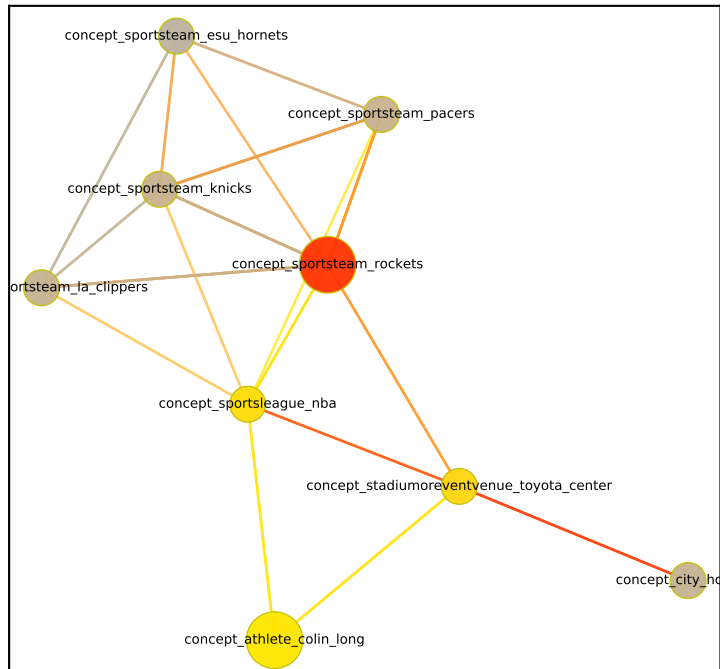 concept_sportsteam_esu_hornets
concept_sportsteam_pacers
concept_sportsteam_knicks
concept_sportsteam_rockets
ortsteam_la_clippers
concept_sportsleague_nba
concept_stadiumoreventvenue_toyota_center
concept_city_ho
concept_athlete_colin_long